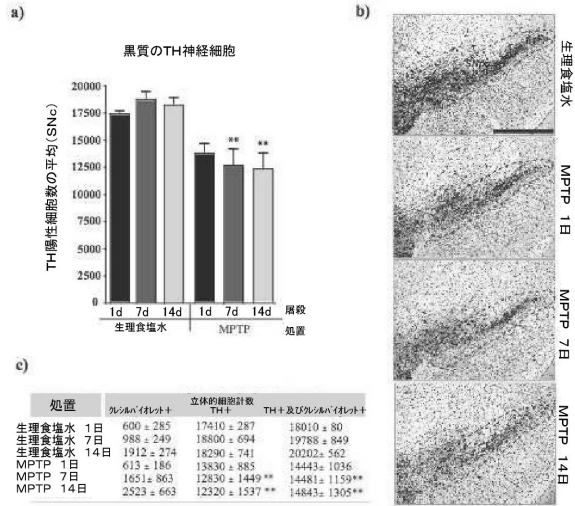 a)
黒質のTH神経細胞
TH陽性細胞数の平均(SNc)
20000
17500
15000
12500
10000
7500
5000
2500
0
** **
1d 7d 14d 1d 7d 14d 屠殺
生理食塩水 MPTP 処置
b)
生理食塩水
MPTP 1日
MPTP 7日
MPTP 14日
c)
処置 立体的細胞計数
クレシルバイオレット+ TH+ TH+及びクレシルバイオレット+
生理食塩水 1日 600 ± 285 17410 ± 287 18010 ± 80
生理食塩水 7日 988 ± 249 18800 ± 694 19788 ± 849
生理食塩水 14日 1912 ± 274 18290 ± 741 20202 ± 562
MPTP 1日 613 ± 186 13830 ± 885 14443 ± 1036
MPTP 7日 1651 ± 863 12830 ± 1449 ** 14481 ± 1159 **
MPTP 14日 2523 ± 663 12320 ± 1537 ** 14843 ± 1305 **